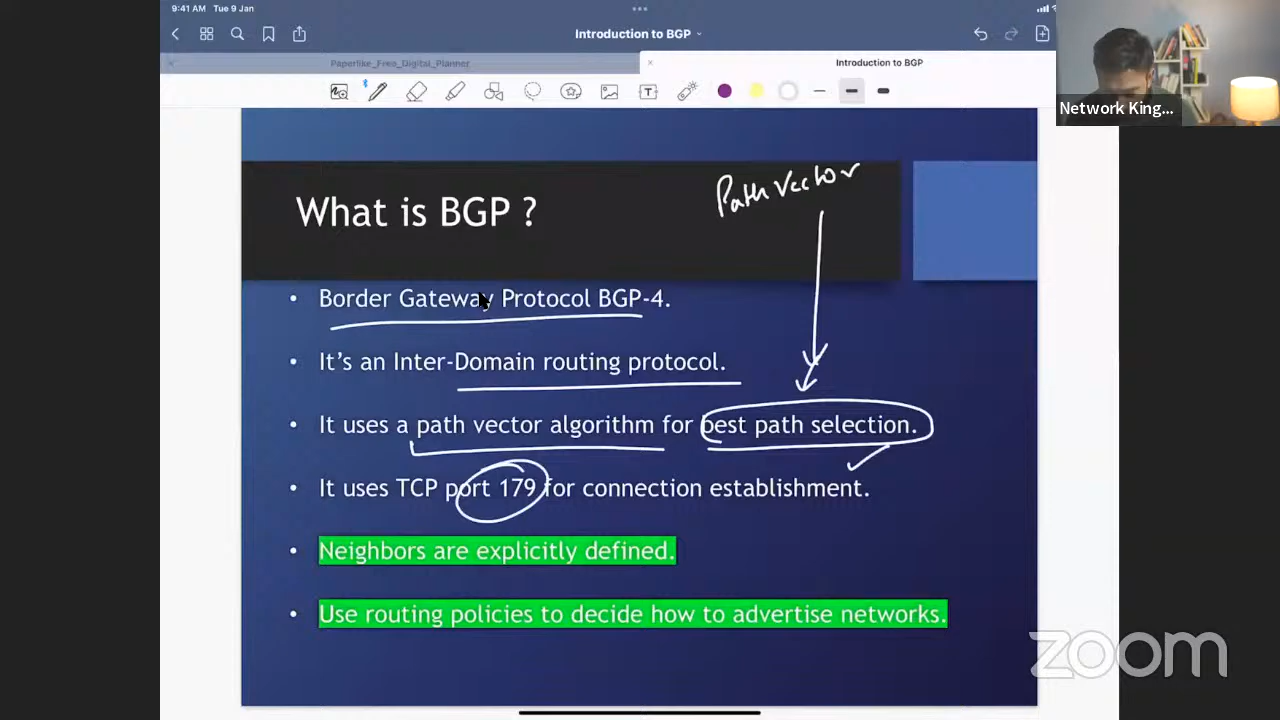 9:41 AM Tue 9 Jan
Introduction to BGP
Paperlike_Free_Digital_Planner
Introduction to BGP
Network King...
Path Vector
What is BGP ?
• Border Gateway Protocol BGP-4.
• It's an Inter-Domain routing protocol.
• It uses a path vector algorithm for best path selection.
• It uses TCP port 179 for connection establishment.
• Neighbors are explicitly defined.
• Use routing policies to decide how to advertise networks.
zoom